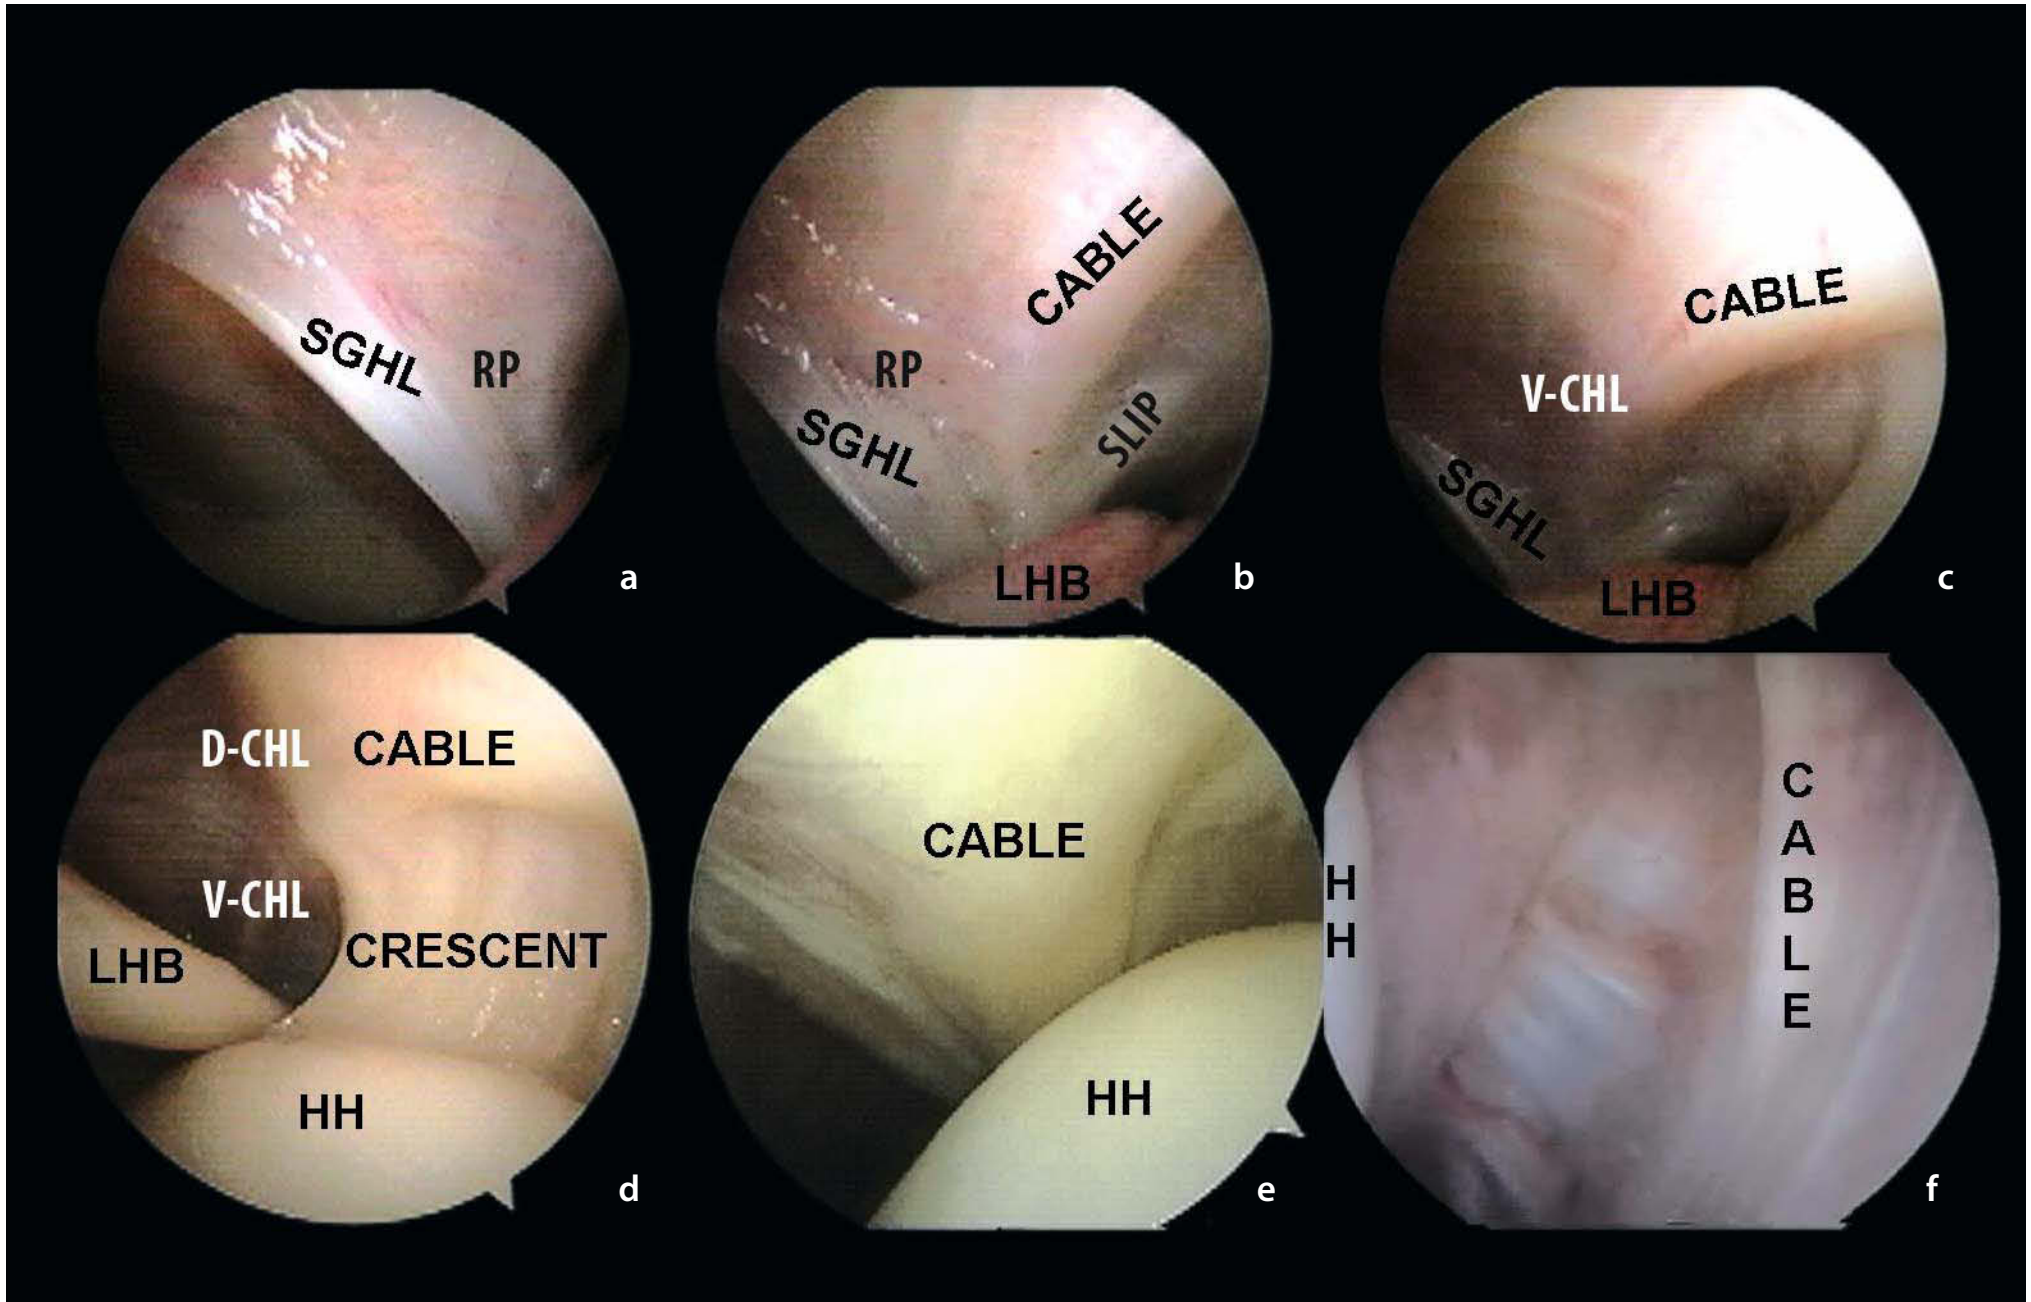 SGHL
RP
a
CABLE
RP
SLIP
SGHL
LHB
b
CABLE
V-CHL
SGHL
LHB
c
D-CHL
CABLE
V-CHL
LHB
CRESCENT
HH
d
CABLE
HH
e
H
H
C
A
B
L
E
f